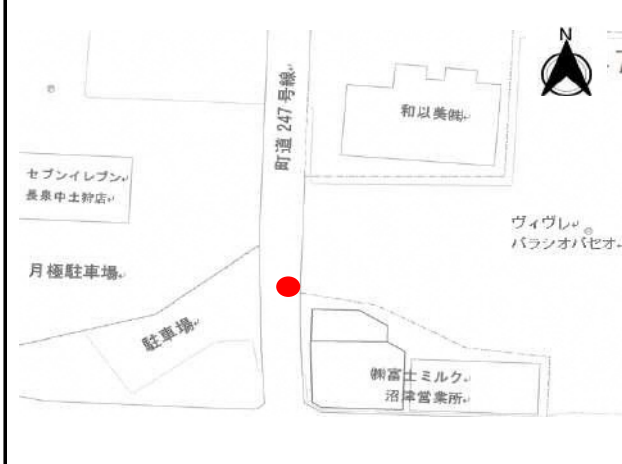 N
町道247号線
和以美㈱
セブンイレブン
長泉中土狩店
ヴィヴレ
パラシオパセオ
月極駐車場
駐車場
㈱富士ミルク
沼津営業所